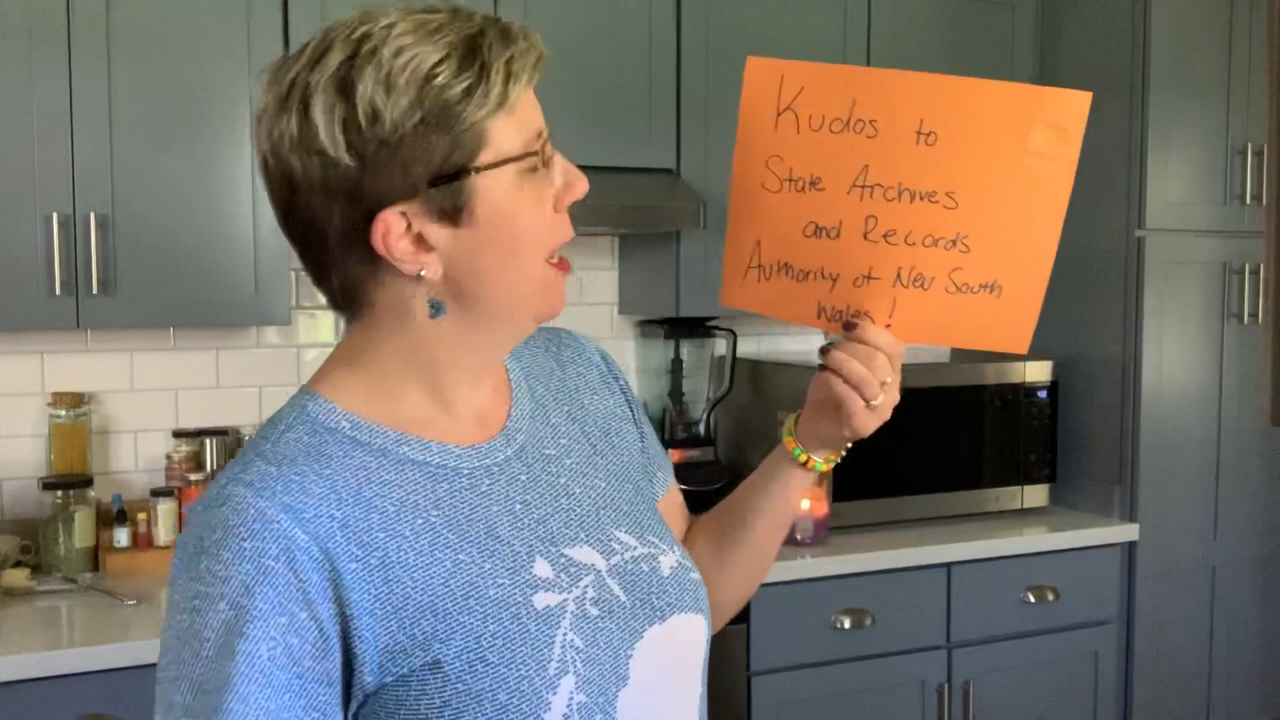 Kudos to
State Archives
and Records
Authority of New South
Wales!